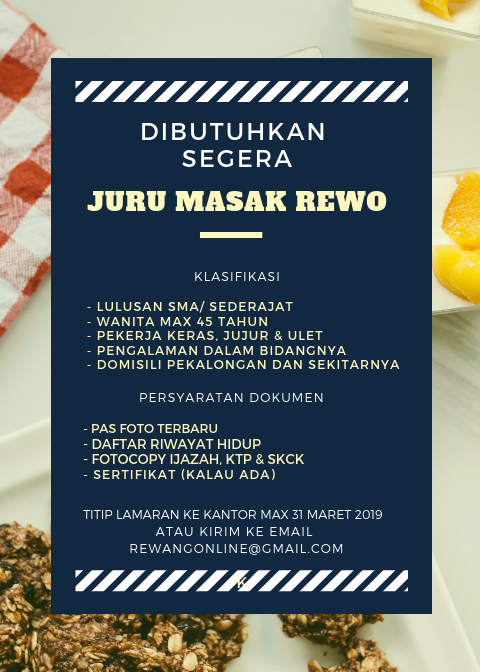 DIBUTUHKAN
SEGERA
JURU MASAK REWO
KLASIFIKASI
- LULUSAN SMA/ SEDERAJAT
- WANITA MAX 45 TAHUN
- PEKERJA KERAS, JUJUR & ULET
- PENGALAMAN DALAM BIDANGNYA
- DOMISILI PEKALONGAN DAN SEKITARNYA
PERSYARATAN DOKUMEN
- PAS FOTO TERBARU
- DAFTAR RIWAYAT HIDUP
- FOTOCOPY IJAZAH, KTP & SKCK
- SERTIFIKAT (KALAU ADA)
TITIP LAMARAN KE KANTOR MAX 31 MARET 2019
ATAU KIRIM KE EMAIL
REWANGONLINE@GMAIL.COM
K